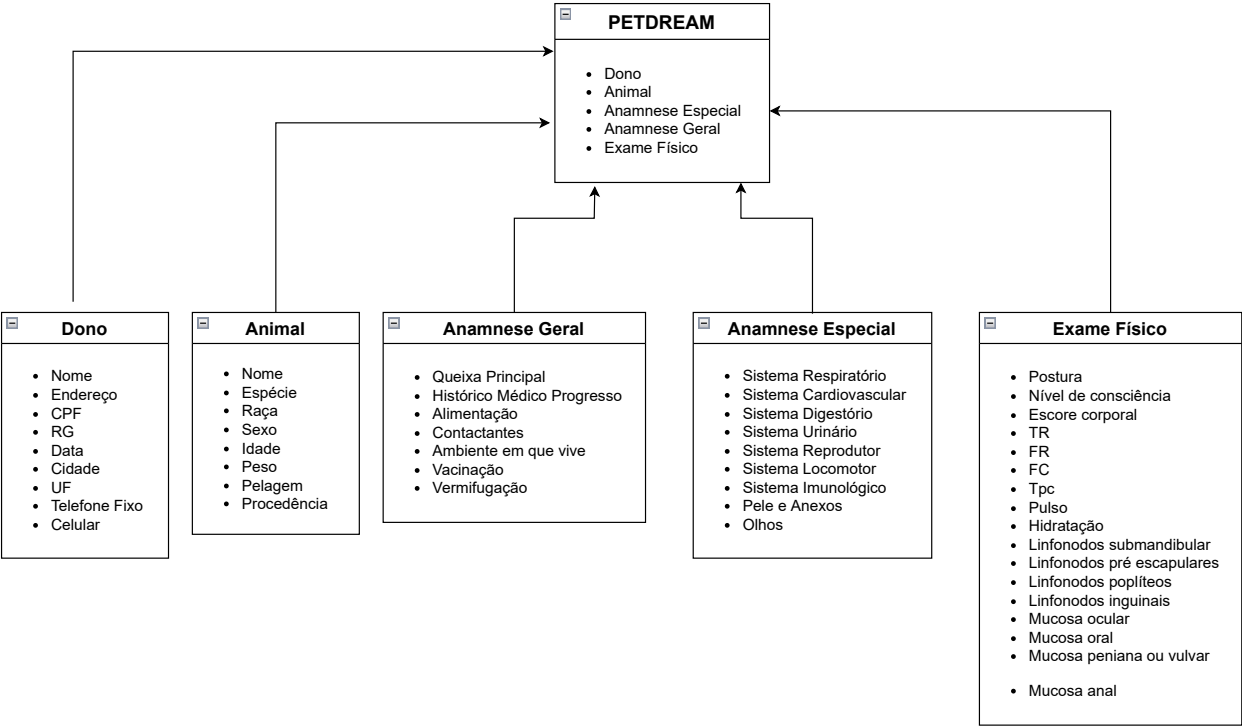 PETDREAM
Dono
Animal
Anamnese Especial
Anamnese Geral
Exame Físico
Dono
Nome
Endereço
CPF
RG
Data
Cidade
UF
Telefone Fixo
Celular
Animal
Nome
Espécie
Raça
Sexo
Idade
Peso
Pelagem
Procedência
Anamnese Geral
Queixa Principal
Histórico Médico Progresso
Alimentação
Contactantes
Ambiente em que vive
Vacinação
Vermifugação
Anamnese Especial
Sistema Respiratório
Sistema Cardiovascular
Sistema Digestório
Sistema Urinário
Sistema Reprodutor
Sistema Locomotor
Sistema Imunológico
Pele e Anexos
Olhos
Exame Físico
Postura
Nível de consciência
Escore corporal
TR
FR
FC
Tpc
Pulso
Hidratação
Linfonodos submandibular
Linfonodos pré escapulares
Linfonodos poplíteos
Linfonodos inguinais
Mucosa ocular
Mucosa oral
Mucosa peniana ou vulvar
Mucosa anal